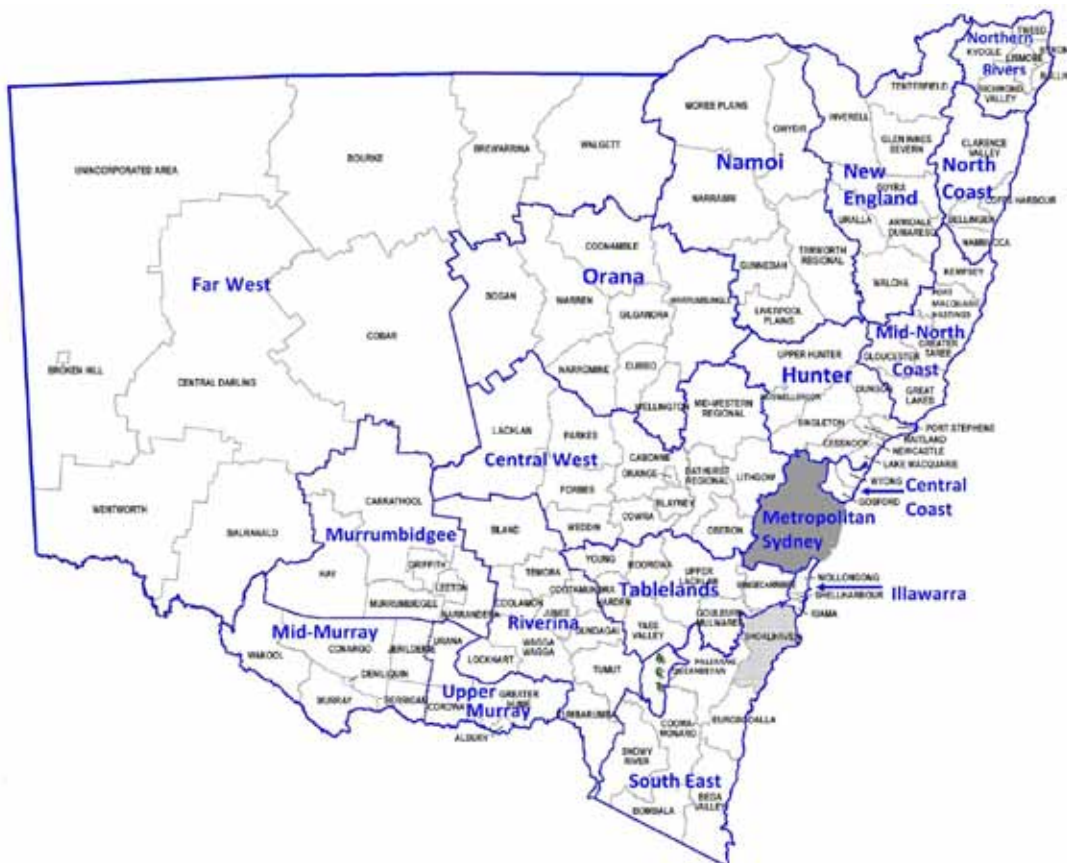 Northern
TWEED
KYOGLE
LISMORE
Rivers
RICHMOND
VALLEY
TENTERFIELD
MOREE PLAINS
GWYDIR
INVERELL
GLEN INNES
SEVERN
CLARENCE
VALLEY
UNINCORPORATED AREA
BOURKE
BREWARRINA
WALGETT
Namoi
New
England
North
Coast
NARRABRI
GUYRA
URALLA
ARMIDALE
DUMARESQ
COFFS HARBOUR
BELLINGEN
NAMBUCCA
COONAMBLE
Orana
GUNNEDAH
TAMWORTH
REGIONAL
KEMPSEY
Far West
BOGAN
WARREN
WARRUMBUNGLE
GILGANDRA
LIVERPOOL
PLAINS
WALCHA
PORT
MACQUARIE
HASTINGS
Mid-North
Coast
COBAR
GREATER
TAREE
GLOUCESTER
UPPER HUNTER
Hunter
BROKEN HILL
CENTRAL DARLING
NARROMINE
DUBBO
DUNGOG
GREAT
LAKES
WELLINGTON
MID-WESTERN
REGIONAL
MUSWELLBROOK
SINGLETON
PORT STEPHENS
LACHLAN
PARKES
MAITLAND
CESSNOCK
NEWCASTLE
Central West
CABONNE
ORANGE
BATHURST
REGIONAL
LITHGOW
LAKE MACQUARIE
WYONG
GOSFORD
Central
Coast
FORBES
BLAYNEY
COWRA
WEDDIN
OBERON
Metropolitan
Sydney
WENTWORTH
CARRATHOOL
BALRANALD
Murrumbidgee
BLAND
HAY
GRIFFITH
LEETON
MURRUMBIDGEE
NARRANDERA
TEMORA
YOUNG
BOOROWA
UPPER
LACHLAN
WINGECARRIBEE
WOLLONGONG
SHELLHARBOUR
KIAMA
Illawarra
COOLAMON
COOTAMUNDRA
HARDEN
Tablelands
JUNEE
Riverina
GOULBURN
MULWAREE
YASS
VALLEY
GUNDAGAI
SHOALHAVEN
Mid-Murray
WAKOOL
CONARGO
JERILDERIE
URANA
LOCKHART
WAGGA
WAGGA
TUMUT
PALERANG
QUEANBEYAN
DENILIQUIN
MURRAY
BERRIGAN
COROWA
Upper
Murray
GREATER
HUME
ALBURY
TUMBARUMBA
EUROBODALLA
COOMA
MONARO
SNOWY
RIVER
South East
BEGA
VALLEY
BOMBALA